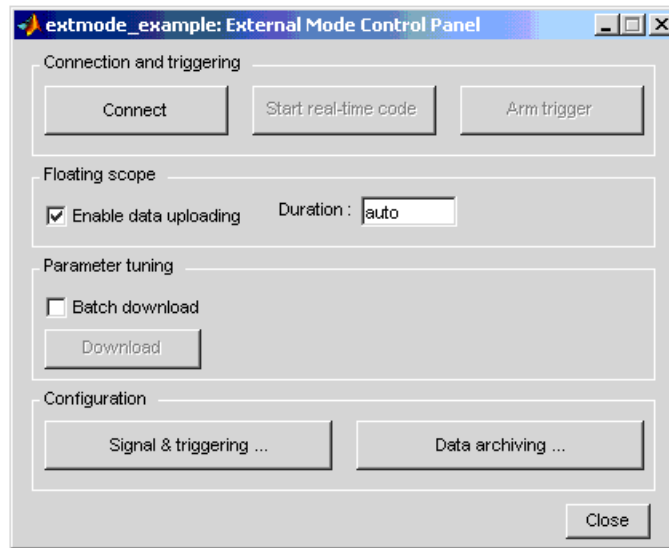 extmode_example: External Mode Control Panel
Connection and triggering
Connect Start real-time code Arm trigger
Floating scope
Enable data uploading Duration : auto
Parameter tuning
Batch download
Download
Configuration
Signal & triggering ... Data archiving ...
Close